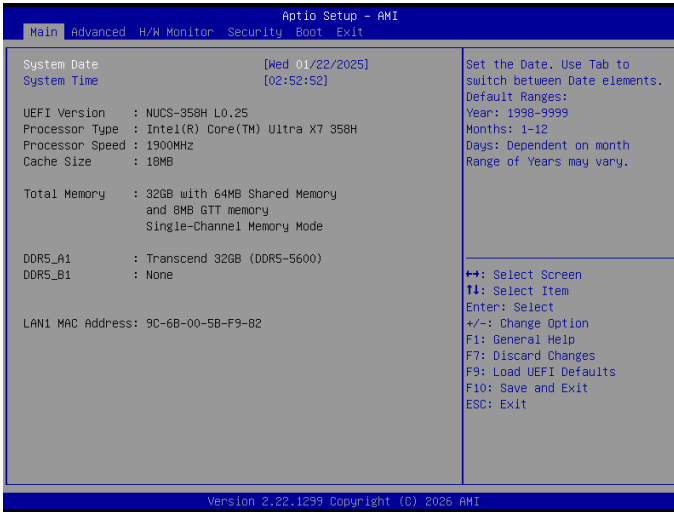 Aptio Setup - AMI
Main Advanced H/W Monitor Security Boot Exit
System Date [Wed 01/22/2025]
System Time [02:52:52]
UEFI Version : NUCS-358H L0.25
Processor Type : Intel(R) Core(TM) Ultra X7 358H
Processor Speed : 1900MHz
Cache Size : 18MB
Total Memory : 32GB with 64MB Shared Memory
and 8MB GTT memory
Single-Channel Memory Mode
DDR5_A1 : Transcend 32GB (DDR5-5600)
DDR5_B1 : None
LAN1 MAC Address: 9C-6B-00-5B-F9-82
Set the Date. Use Tab to
switch between Date elements.
Default Ranges:
Year: 1998-9999
Months: 1-12
Days: Dependent on month
Range of Years may vary.
↔: Select Screen
↑↓: Select Item
Enter: Select
+/-: Change Option
F1: General Help
F7: Discard Changes
F9: Load UEFI Defaults
F10: Save and Exit
ESC: Exit
Version 2.22.1299 Copyright (C) 2026 AMI